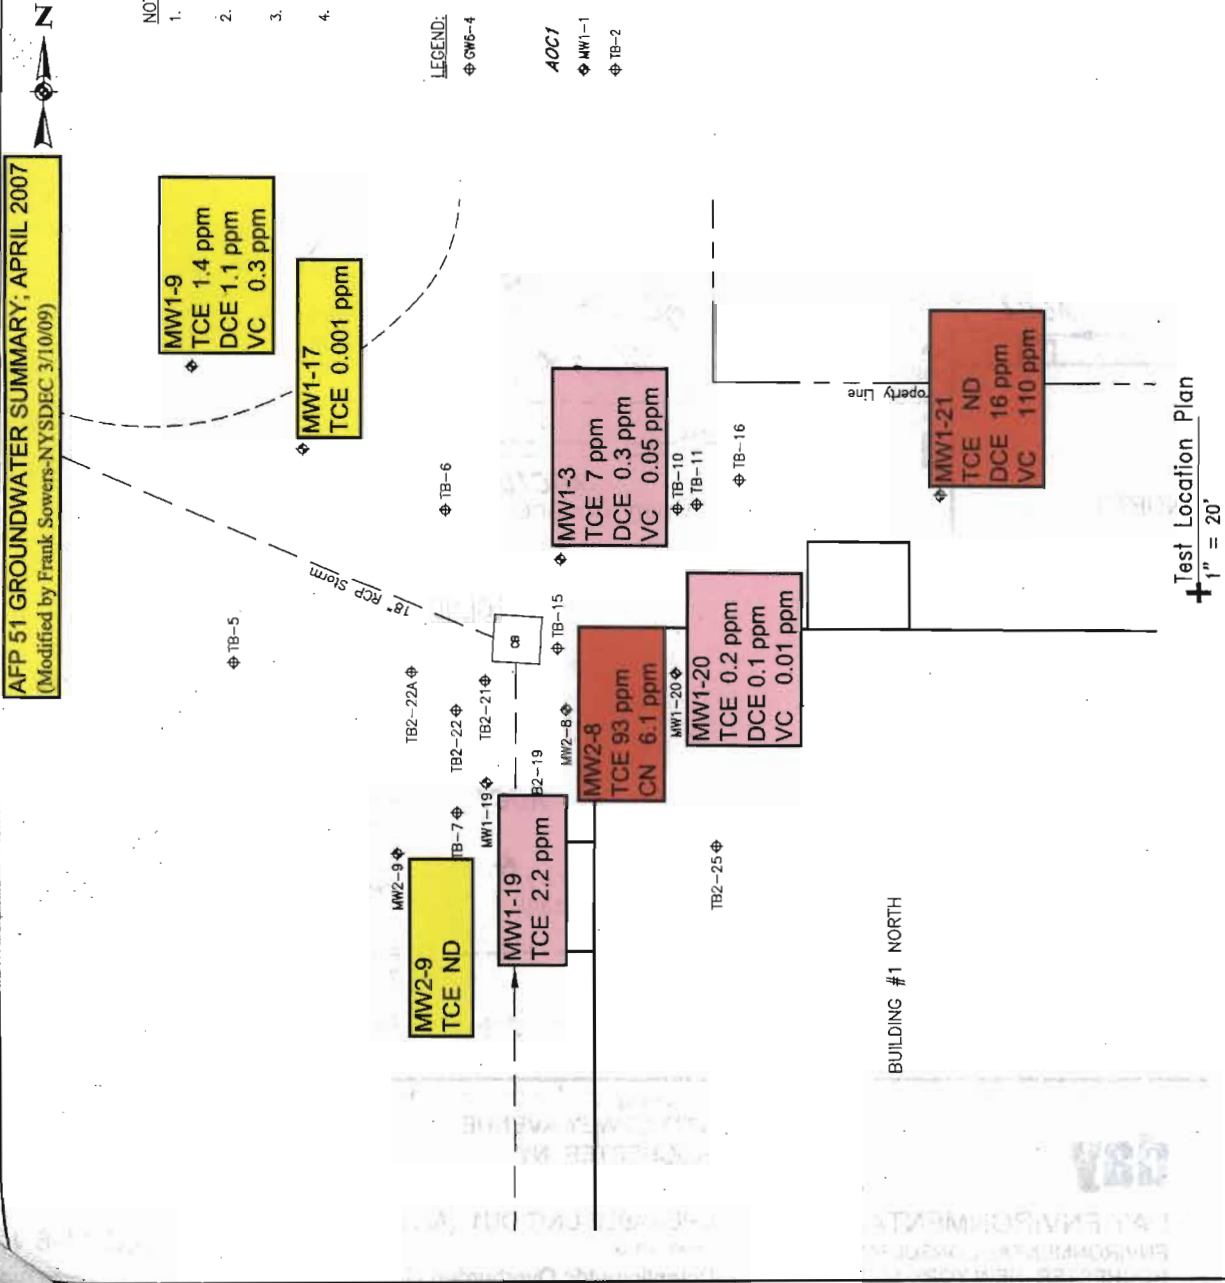 AFP 51 GROUNDWATER SUMMARY; APRIL 2007
(Modified by Frank Sowers-NYSDEC 3/10/09)
N
1.
2.
3.
4.
LEGEND:
GW6-4
AOC1
MW1-1
TB-2
MW1-9
TCE 1.4 ppm
DCE 1.1 ppm
VC 0.3 ppm
MW1-17
TCE 0.001 ppm
TB-6
TB-5
18" RCP Storm
CB
MW1-3
TCE 7 ppm
DCE 0.3 ppm
VC 0.05 ppm
TB-10
TB-11
TB-16
TB-15
TB2-22A
TB2-22
TB2-21
MW2-8
MW2-8
TCE 93 ppm
CN 6.1 ppm
MW1-20
MW1-20
TCE 0.2 ppm
DCE 0.1 ppm
VC 0.01 ppm
operty Line
MW1-21
TCE ND
DCE 16 ppm
VC 110 ppm
MW2-9
MW2-9
TCE ND
TB-7
MW1-19
B2-19
MW1-19
TCE 2.2 ppm
TB2-25
BUILDING #1 NORTH
Test Location Plan
1" = 20'